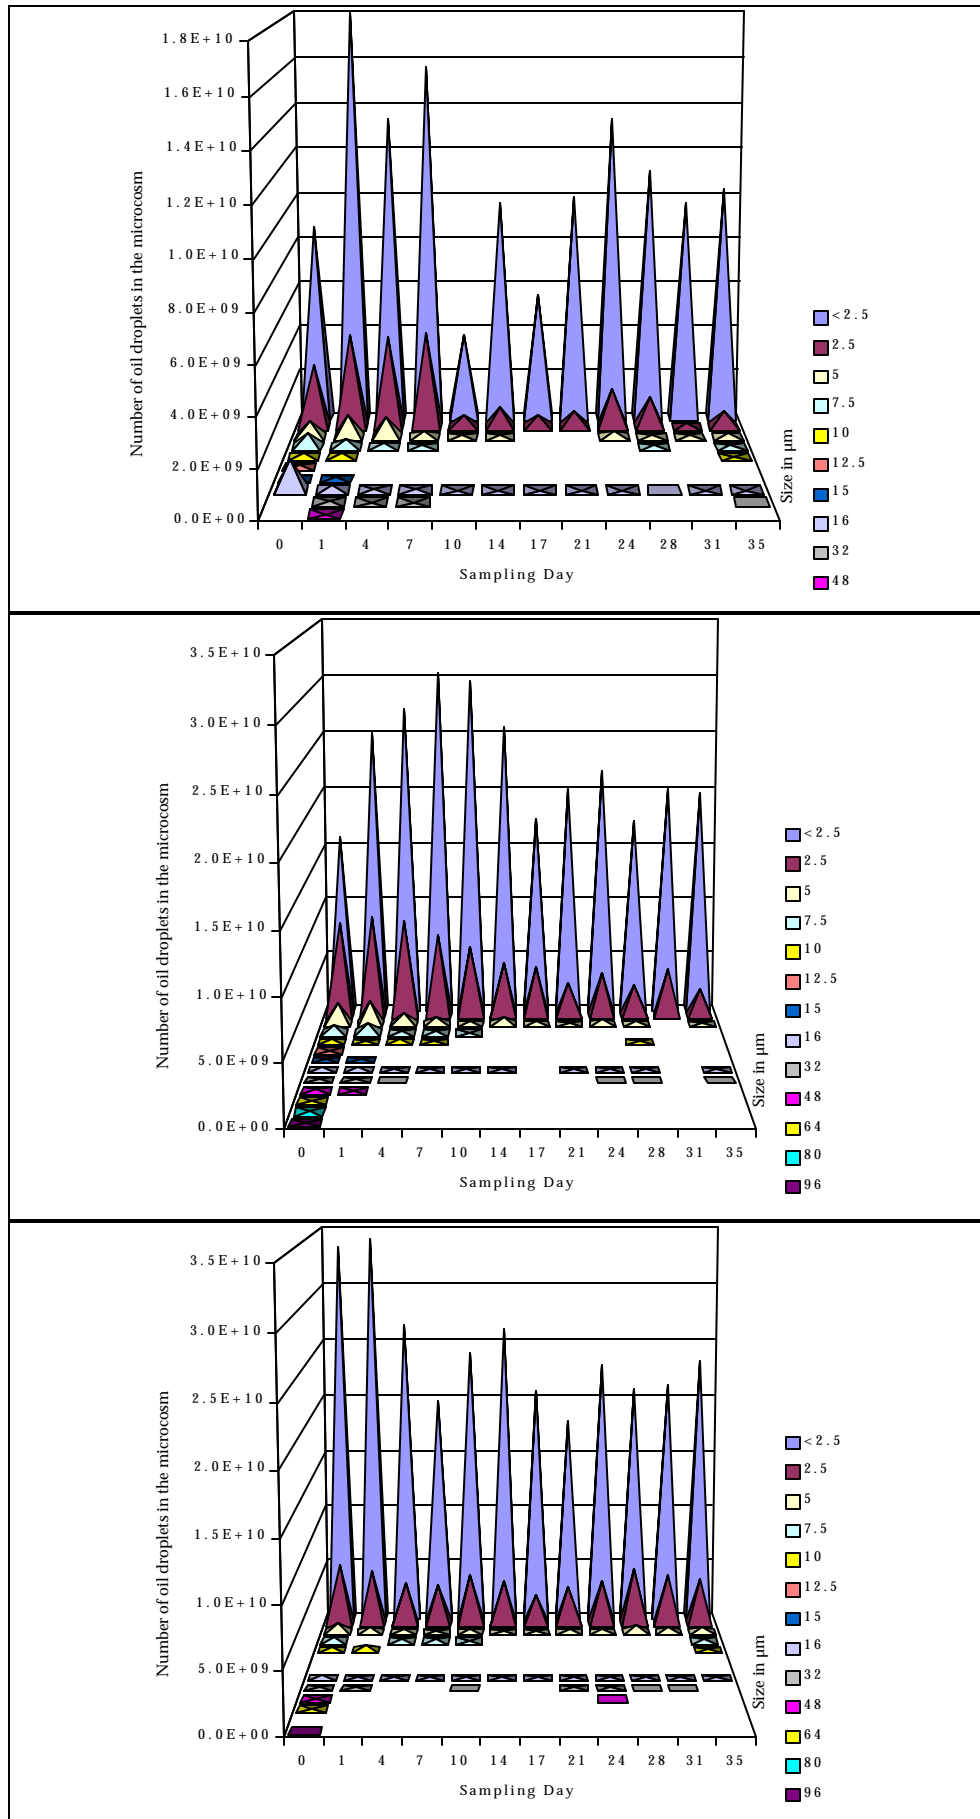 1.8E+10
1.6E+10
1.4E+10
1.2E+10
1.0E+10
8.0E+09
6.0E+09
4.0E+09
2.0E+09
0.0E+00
Number of oil droplets in the microcosm
0 1 4 7 10 14 17 21 24 28 31 35
Sampling Day
Size in µm
<2.5
2.5
5
7.5
10
12.5
15
16
32
48
3.5E+10
3.0E+10
2.5E+10
2.0E+10
1.5E+10
1.0E+10
5.0E+09
0.0E+00
Number of oil droplets in the microcosm
0 1 4 7 10 14 17 21 24 28 31 35
Sampling Day
Size in µm
<2.5
2.5
5
7.5
10
12.5
15
16
32
48
64
80
96
3.5E+10
3.0E+10
2.5E+10
2.0E+10
1.5E+10
1.0E+10
5.0E+09
0.0E+00
Number of oil droplets in the microcosm
0 1 4 7 10 14 17 21 24 28 31 35
Sampling Day
Size in µm
<2.5
2.5
5
7.5
10
12.5
15
16
32
48
64
80
96